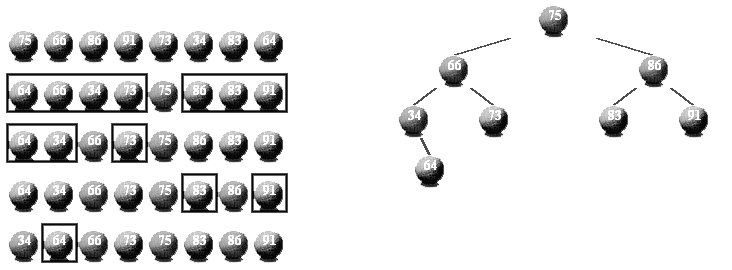 75 66 86 91 73 34 83 64
64 66 34 73 75 86 83 91
64 34 66 73 75 86 83 91
64 34 66 73 75 83 86 91
34 64 66 73 75 83 86 91
75
66 86
34 73 83 91
64